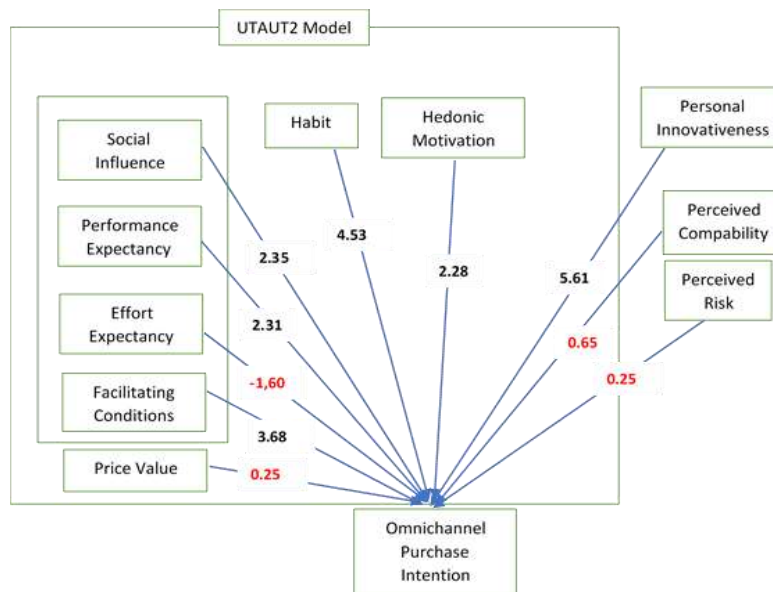 UTAUT2 Model
Social
Influence
Habit
Hedonic
Motivation
Personal
Innovativeness
Performance
Expectancy
Perceived
Compability
Perceived
Risk
Effort
Expectancy
Facilitating
Conditions
Price Value
2.35
4.53
2.28
5.61
2.31
0.65
-1,60
0.25
3.68
0.25
Omnichannel
Purchase
Intention